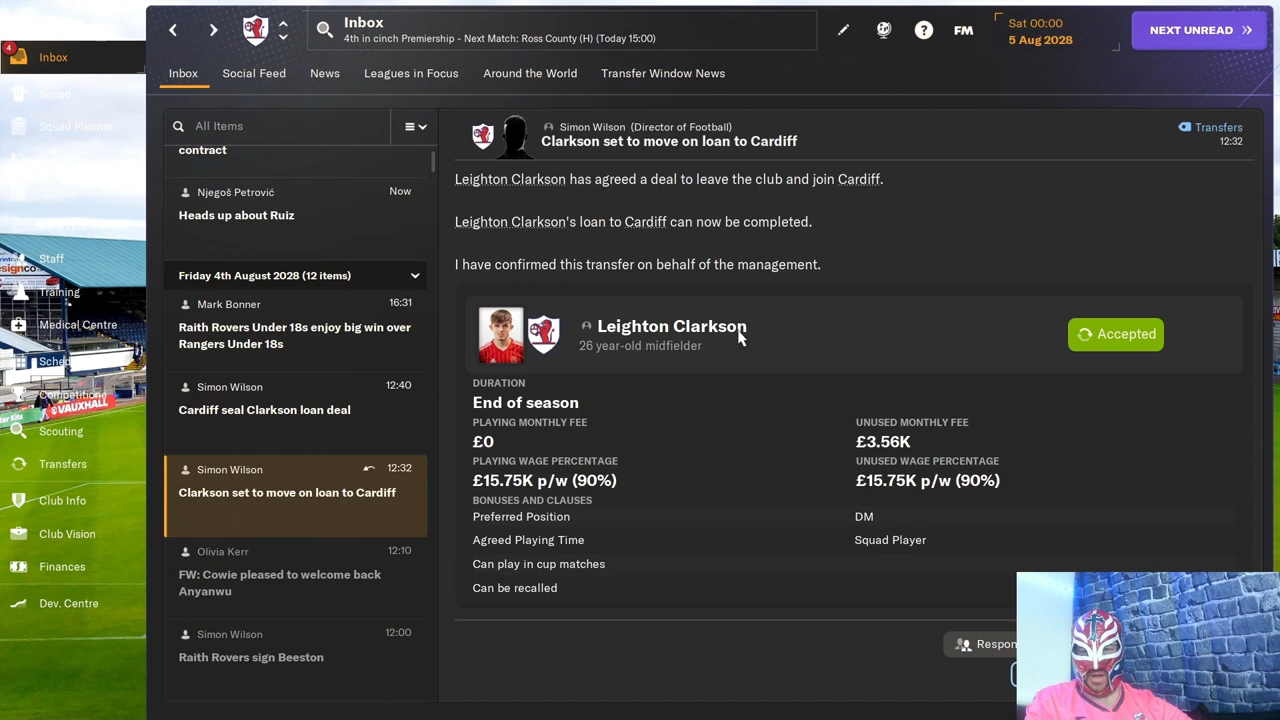 Inbox
4th in cinch Premiership - Next Match: Ross County (H) (Today 15:00)
FM
Sat 00:00
5 Aug 2028
NEXT UNREAD
4
Inbox
Squad
Squad Planner
Staff
Training
Medical Centre
Sched
Competitions
Scouting
Transfers
Club Info
Club Vision
Finances
Dev. Centre
Inbox
Social Feed
News
Leagues in Focus
Around the World
Transfer Window News
All Items
contract
Njegoš Petrović
Now
Heads up about Ruiz
Friday 4th August 2028 (12 items)
Mark Bonner
16:31
Raith Rovers Under 18s enjoy big win over
Rangers Under 18s
Simon Wilson
12:40
Cardiff seal Clarkson loan deal
Simon Wilson
12:32
Clarkson set to move on loan to Cardiff
Olivia Kerr
12:10
FW: Cowie pleased to welcome back
Anyanwu
Simon Wilson
12:00
Raith Rovers sign Beeston
Simon Wilson (Director of Football)
Clarkson set to move on loan to Cardiff
Transfers
12:32
Leighton Clarkson has agreed a deal to leave the club and join Cardiff.
Leighton Clarkson's loan to Cardiff can now be completed.
I have confirmed this transfer on behalf of the management.
Leighton Clarkson
26 year-old midfielder
Accepted
DURATION
End of season
PLAYING MONTHLY FEE
UNUSED MONTHLY FEE
£0
£3.56K
PLAYING WAGE PERCENTAGE
UNUSED WAGE PERCENTAGE
£15.75K p/w (90%)
£15.75K p/w (90%)
BONUSES AND CLAUSES
Preferred Position
DM
Agreed Playing Time
Squad Player
Can play in cup matches
Can be recalled
Respon
VAUXHALL